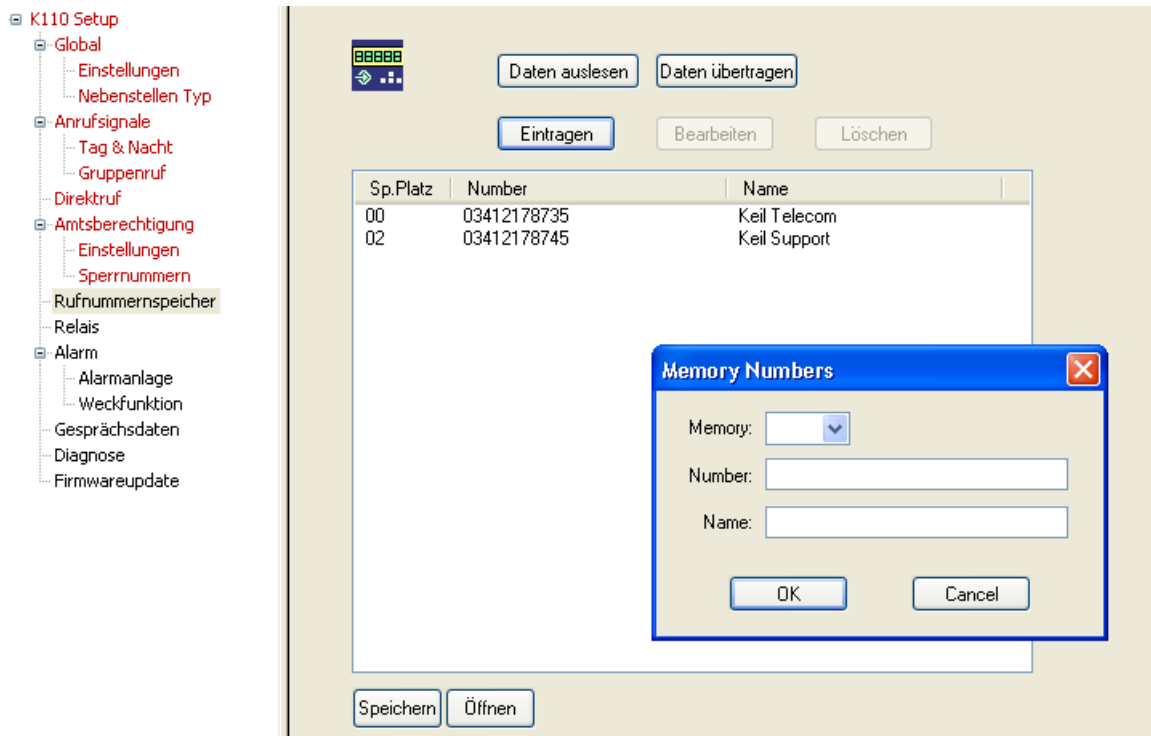 K110 Setup
Global
Einstellungen
Nebenstellen Typ
Anrufsignale
Tag & Nacht
Gruppenruf
Direktruf
Amtsberechtigung
Einstellungen
Sperrnummern
Rufnummernspeicher
Relais
Alarm
Alarmanlage
Weckfunktion
Gesprächsdaten
Diagnose
Firmwareupdate
88888
Daten auslesen Daten übertragen
Eintragen Bearbeiten Löschen
Sp.Platz Number Name
00 03412178735 Keil Telecom
02 03412178745 Keil Support
Memory Numbers
Memory:
Number:
Name:
OK Cancel
Speichern Öffnen